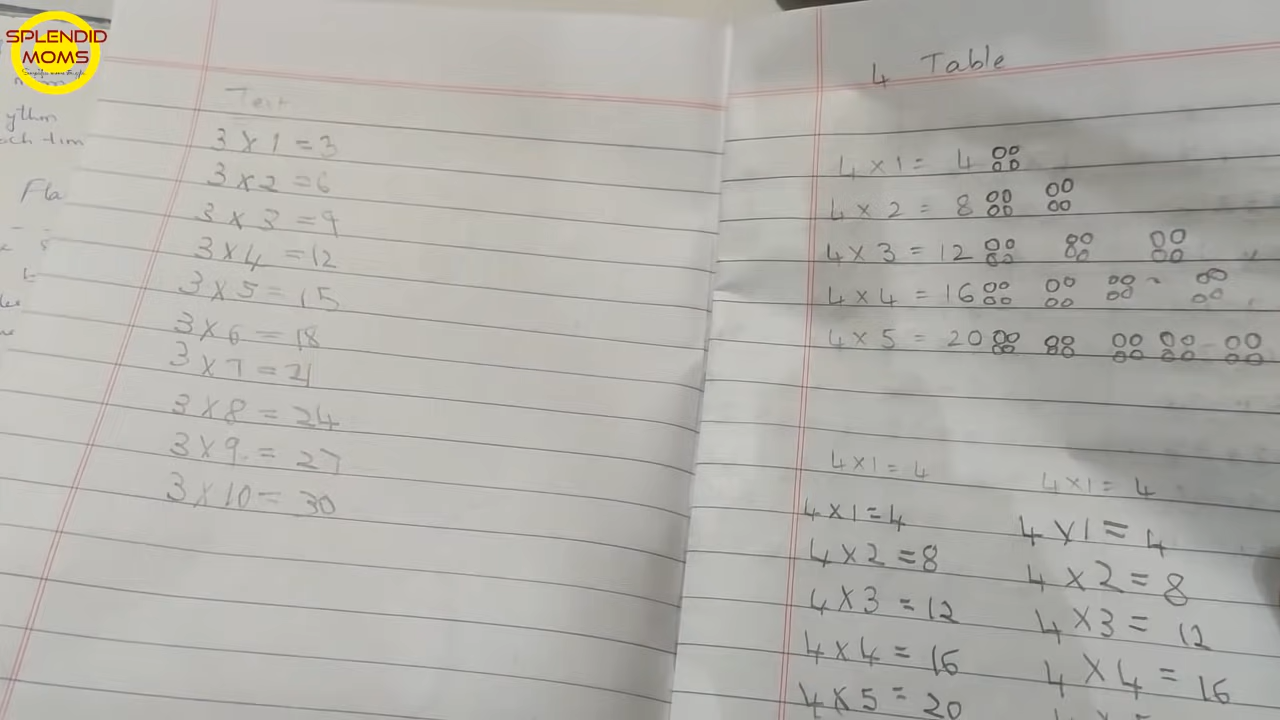 SPLENDID
MOMS
ythm
Fla
Test
3 x 1 = 3
3 x 2 = 6
3 x 3 = 9
3 x 4 = 12
3 x 5 = 15
3 x 6 = 18
3 x 7 = 21
3 x 8 = 24
3 x 9 = 27
3 x 10 = 30
4 Table
4 x 1 = 4
4 x 2 = 8
4 x 3 = 12
4 x 4 = 16
4 x 5 = 20
4 x 1 = 4
4 x 1 = 4
4 x 2 = 8
4 x 3 = 12
4 x 4 = 16
4 x 5 = 20
4 x 1 = 4
4 x 1 = 4
4 x 2 = 8
4 x 3 = 12
4 x 4 = 16